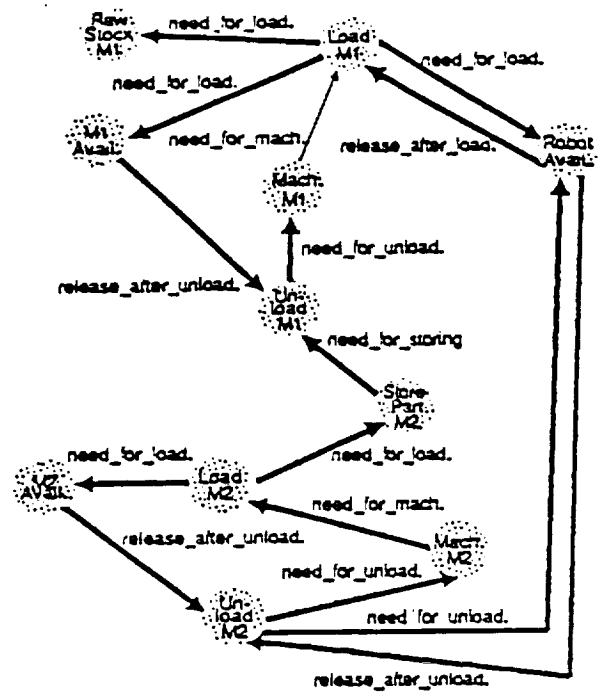 Raw
Stock
M1
need_for_load.
Load
M1
need_for_load.
need_for_load.
M1
Avail.
need_for_mach.
release_after_load.
Robot
Avail.
Mach.
M1
need_for_unload.
release_after_unload.
Un-
load
M1
need_for_storing
Store
Part
M2
need_for_load.
need_for_load.
M2
Avail.
Load
M2
need_for_mach.
release_after_unload.
Mach.
M2
need_for_unload.
Un-
load
M2
need_for_unload.
release_after_unload.